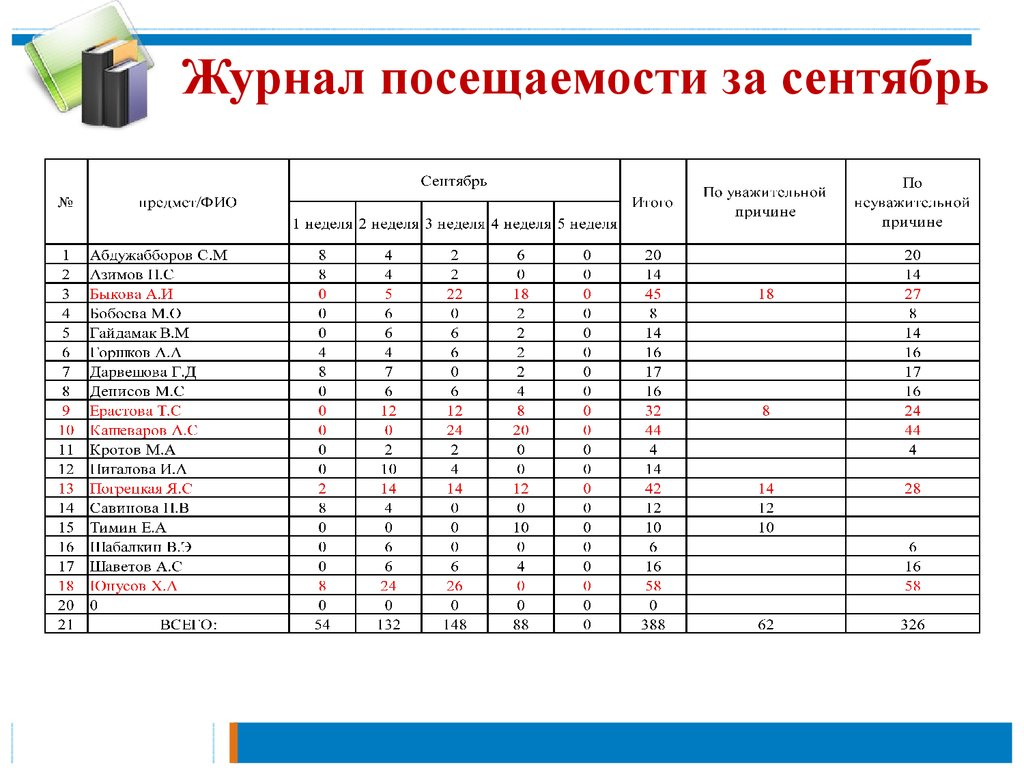 Журнал посещаемости за сентябрь
№ предмет/ФИО Сентябрь Итого По уважительной причине По неуважительной причине
1 неделя 2 неделя 3 неделя 4 неделя 5 неделя
1 Абдужабборов С.М 8 4 2 6 0 20 20
2 Азимов П.С 8 4 2 0 0 14 14
3 Быкова А.И 0 5 22 18 0 45 18 27
4 Бобоева М.О 0 6 0 2 0 8 8
5 Гайдамак В.М 0 6 6 2 0 14 14
6 Горшков А.А 4 4 6 2 0 16 16
7 Дарвешова Г.Д 8 7 0 2 0 17 17
8 Денисов М.С 0 6 6 4 0 16 16
9 Ерастова Т.С 0 12 12 8 0 32 8 24
10 Кашеваров А.С 0 0 24 20 0 44 44
11 Кротов М.А 0 2 2 0 0 4 4
12 Пигалова И.А 0 10 4 0 0 14
13 Погрецкая Я.С 2 14 14 12 0 42 14 28
14 Савинова П.В 8 4 0 0 0 12 12
15 Тимин Е.А 0 0 0 10 0 10 10
16 Шабалкин В.Э 0 6 0 0 0 6 6
17 Шаветов А.С 0 6 6 4 0 16 16
18 Юнусов Х.А 8 24 26 0 0 58 58
20 0 0 0 0 0 0 0
21 ВСЕГО: 54 132 148 88 0 388 62 326